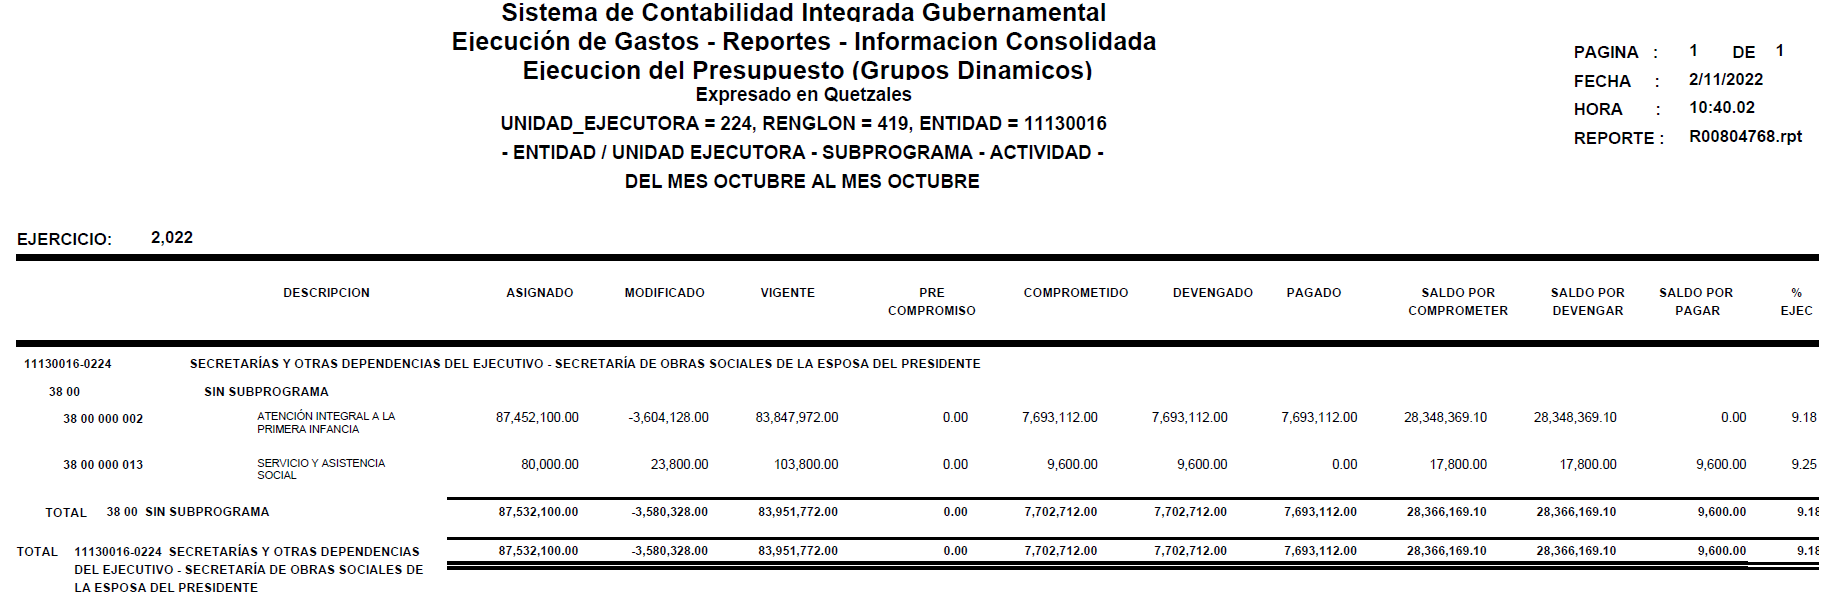 Sistema de Contabilidad Integrada Gubernamental
Ejecución de Gastos - Reportes - Informacion Consolidada
Ejecucion del Presupuesto (Grupos Dinamicos)
Expresado en Quetzales
UNIDAD_EJECUTORA = 224, RENGLON = 419, ENTIDAD = 11130016
- ENTIDAD / UNIDAD EJECUTORA - SUBPROGRAMA - ACTIVIDAD -
DEL MES OCTUBRE AL MES OCTUBRE
PAGINA : 1 DE 1
FECHA : 2/11/2022
HORA : 10:40.02
REPORTE : R00804768.rpt
EJERCICIO: 2,022
DESCRIPCION ASIGNADO MODIFICADO VIGENTE PRE COMPROMETIDO DEVENGADO PAGADO SALDO POR SALDO POR SALDO POR %
COMPROMISO COMPROMETER DEVENGAR PAGAR EJEC
11130016-0224 SECRETARÍAS Y OTRAS DEPENDENCIAS DEL EJECUTIVO - SECRETARÍA DE OBRAS SOCIALES DE LA ESPOSA DEL PRESIDENTE
38 00 SIN SUBPROGRAMA
38 00 000 002 ATENCIÓN INTEGRAL A LA 87,452,100.00 -3,604,128.00 83,847,972.00 0.00 7,693,112.00 7,693,112.00 7,693,112.00 28,348,369.10 28,348,369.10 0.00 9.18
PRIMERA INFANCIA
38 00 000 013 SERVICIO Y ASISTENCIA 80,000.00 23,800.00 103,800.00 0.00 9,600.00 9,600.00 0.00 17,800.00 17,800.00 9,600.00 9.25
SOCIAL
TOTAL 38 00 SIN SUBPROGRAMA 87,532,100.00 -3,580,328.00 83,951,772.00 0.00 7,702,712.00 7,702,712.00 7,693,112.00 28,366,169.10 28,366,169.10 9,600.00 9.18
TOTAL 11130016-0224 SECRETARÍAS Y OTRAS DEPENDENCIAS 87,532,100.00 -3,580,328.00 83,951,772.00 0.00 7,702,712.00 7,702,712.00 7,693,112.00 28,366,169.10 28,366,169.10 9,600.00 9.18
DEL EJECUTIVO - SECRETARÍA DE OBRAS SOCIALES DE
LA ESPOSA DEL PRESIDENTE